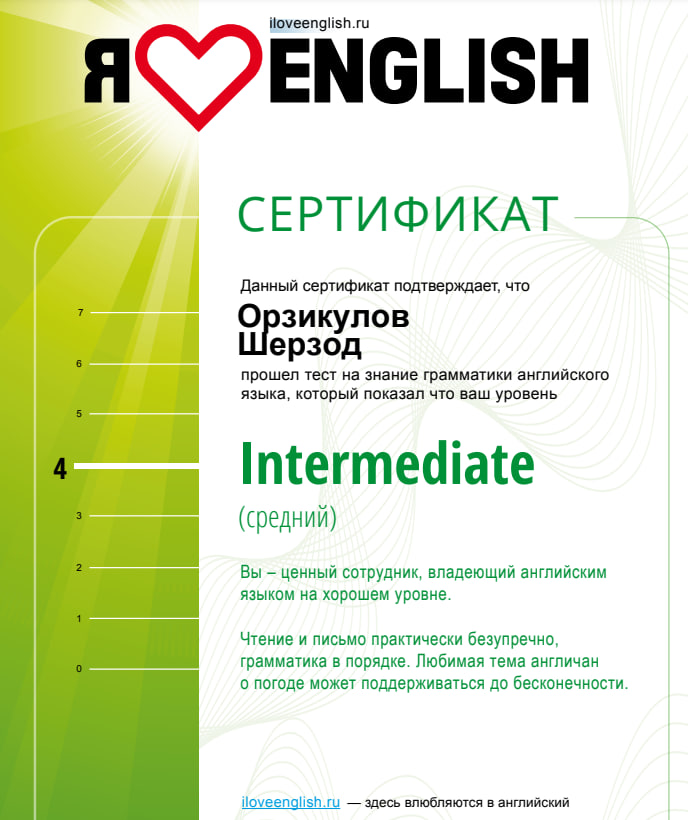 iloveenglish.ru
Я ENGLISH
СЕРТИФИКАТ
Данный сертификат подтверждает, что
Орзикулов
Шерзод
прошел тест на знание грамматики английского
языка, который показал что ваш уровень
7
6
5
4
3
2
1
0
Intermediate
(средний)
Вы – ценный сотрудник, владеющий английским
языком на хорошем уровне.
Чтение и письмо практически безупречно,
грамматика в порядке. Любимая тема англичан
о погоде может поддерживаться до бесконечности.
iloveenglish.ru — здесь влюбляются в английский